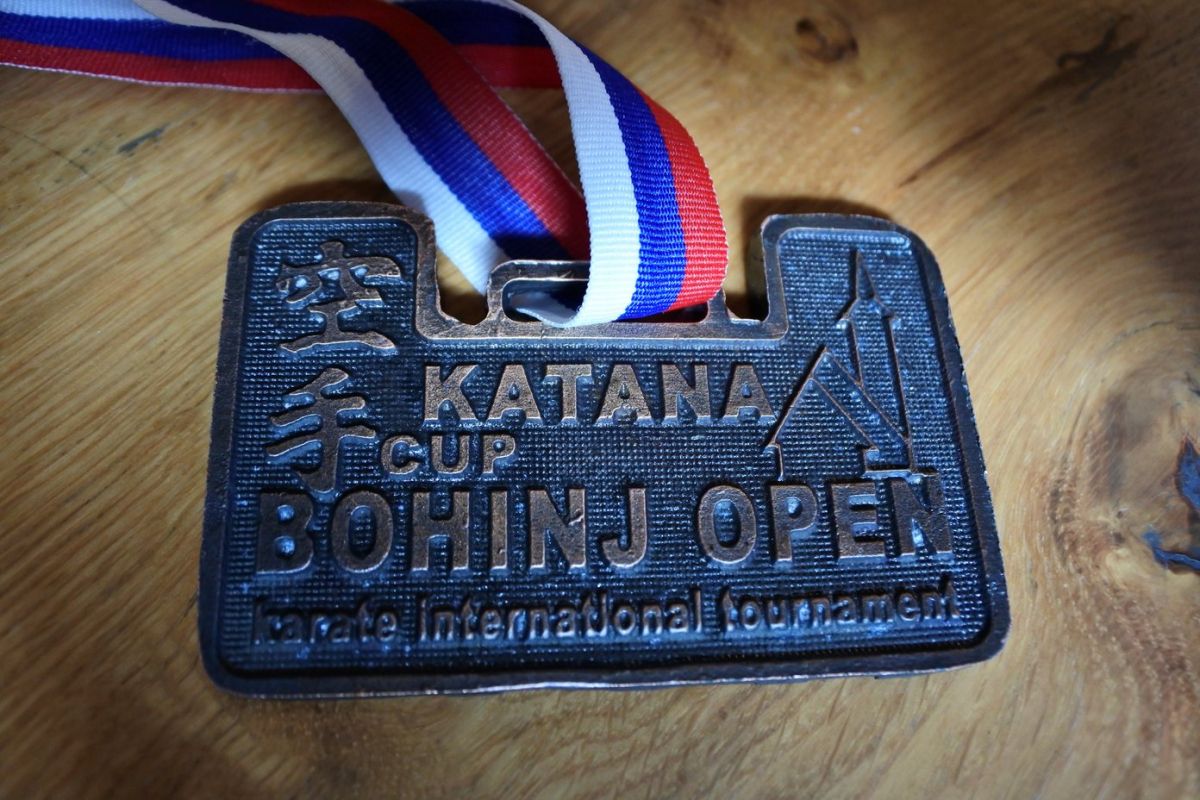 空手
KATANA
CUP
BOHINJ OPEN
karate international tournament